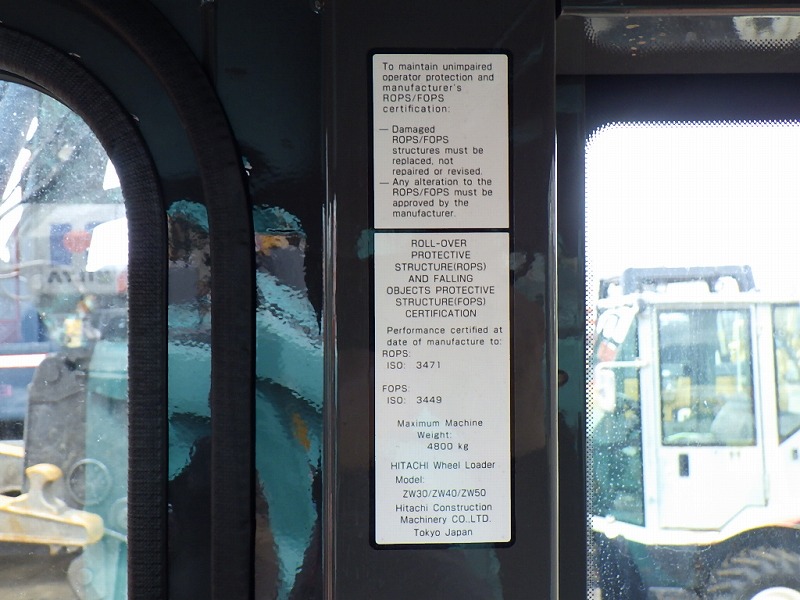 To maintain unimpaired
operator protection and
manufacturer's
ROPS/FOPS
certification:
— Damaged
ROPS/FOPS
structures must be
replaced, not
repaired or revised.
— Any alteration to the
ROPS/FOPS must be
approved by the
manufacturer.
ROLL-OVER
PROTECTIVE
STRUCTURE(ROPS)
AND FALLING
OBJECTS PROTECTIVE
STRUCTURE(FOPS)
CERTIFICATION
Performance certified at
date of manufacture to:
ROPS:
ISO: 3471
FOPS:
ISO: 3449
Maximum Machine
Weight:
4800 kg
HITACHI Wheel Loader
Model:
ZW30/ZW40/ZW50
Hitachi Construction
Machinery CO.,LTD.
Tokyo Japan